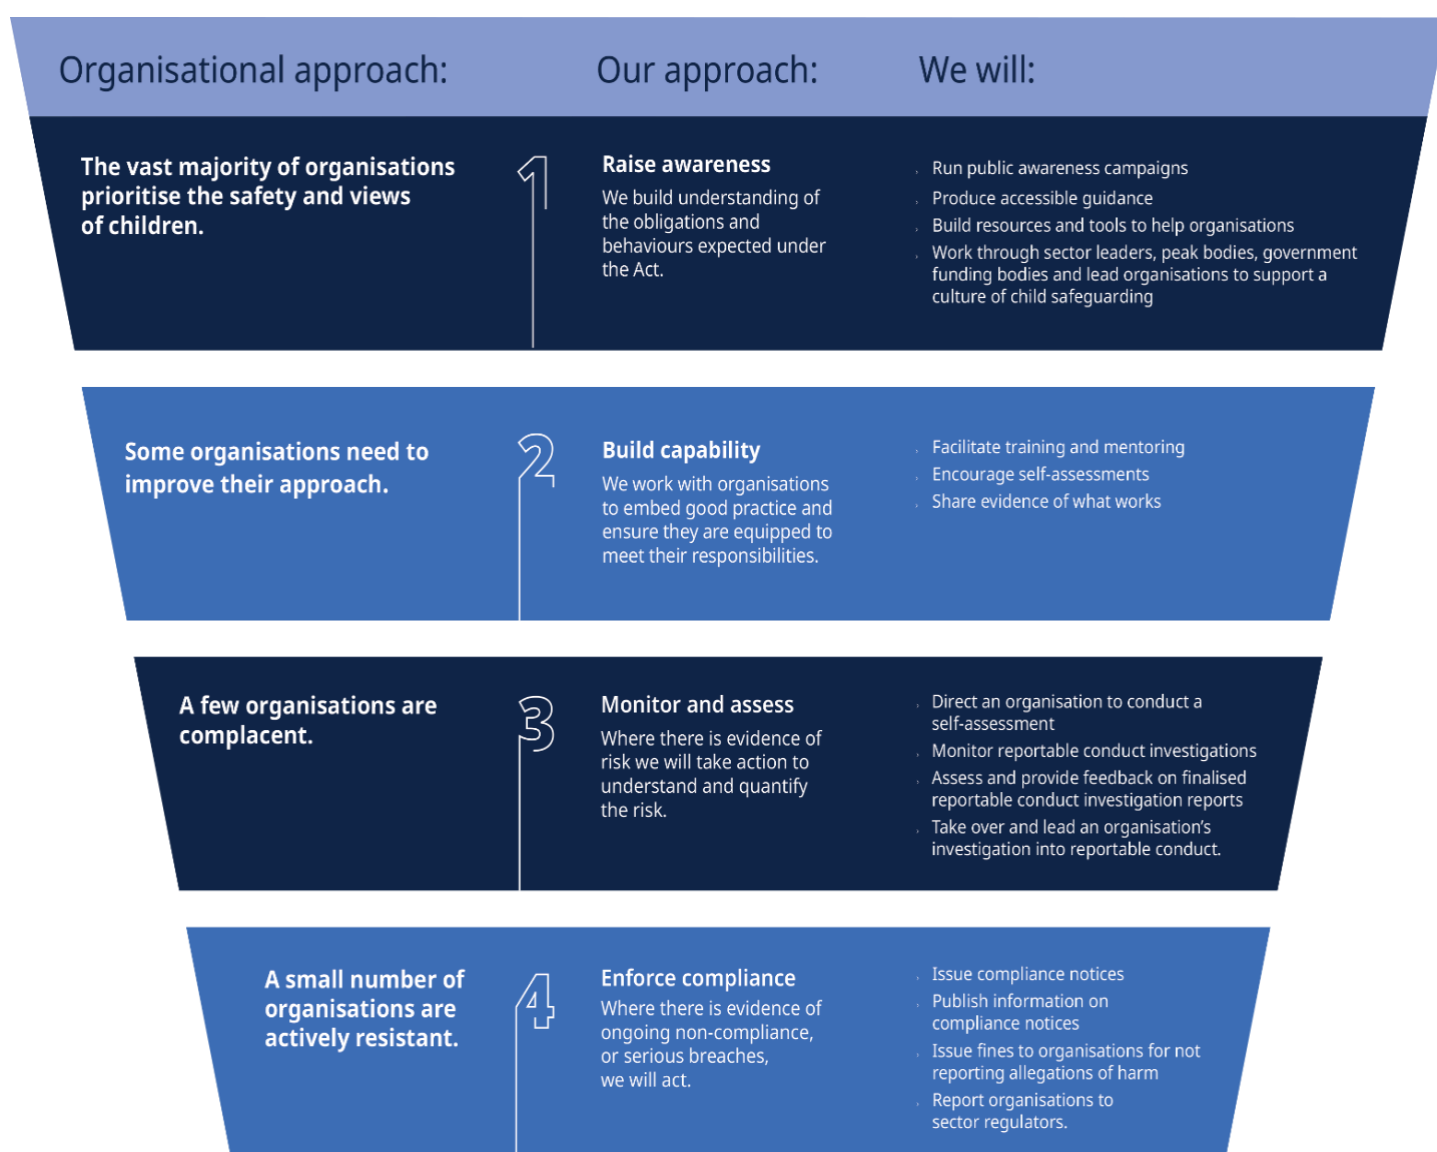 Organisational approach:
Our approach:
We will:
The vast majority of organisations
prioritise the safety and views
of children.
1
Raise awareness
We build understanding of
the obligations and
behaviours expected under
the Act.
Run public awareness campaigns
Produce accessible guidance
Build resources and tools to help organisations
Work through sector leaders, peak bodies, government
funding bodies and lead organisations to support a
culture of child safeguarding
Some organisations need to
improve their approach.
2
Build capability
We work with organisations
to embed good practice and
ensure they are equipped to
meet their responsibilities.
Facilitate training and mentoring
Encourage self-assessments
Share evidence of what works
A few organisations are
complacent.
3
Monitor and assess
Where there is evidence of
risk we will take action to
understand and quantify
the risk.
Direct an organisation to conduct a
self-assessment
Monitor reportable conduct investigations
Assess and provide feedback on finalised
reportable conduct investigation reports
Take over and lead an organisation's
investigation into reportable conduct.
A small number of
organisations are
actively resistant.
4
Enforce compliance
Where there is evidence of
ongoing non-compliance,
or serious breaches,
we will act.
Issue compliance notices
Publish information on
compliance notices
Issue fines to organisations for not
reporting allegations of harm
Report organisations to
sector regulators.